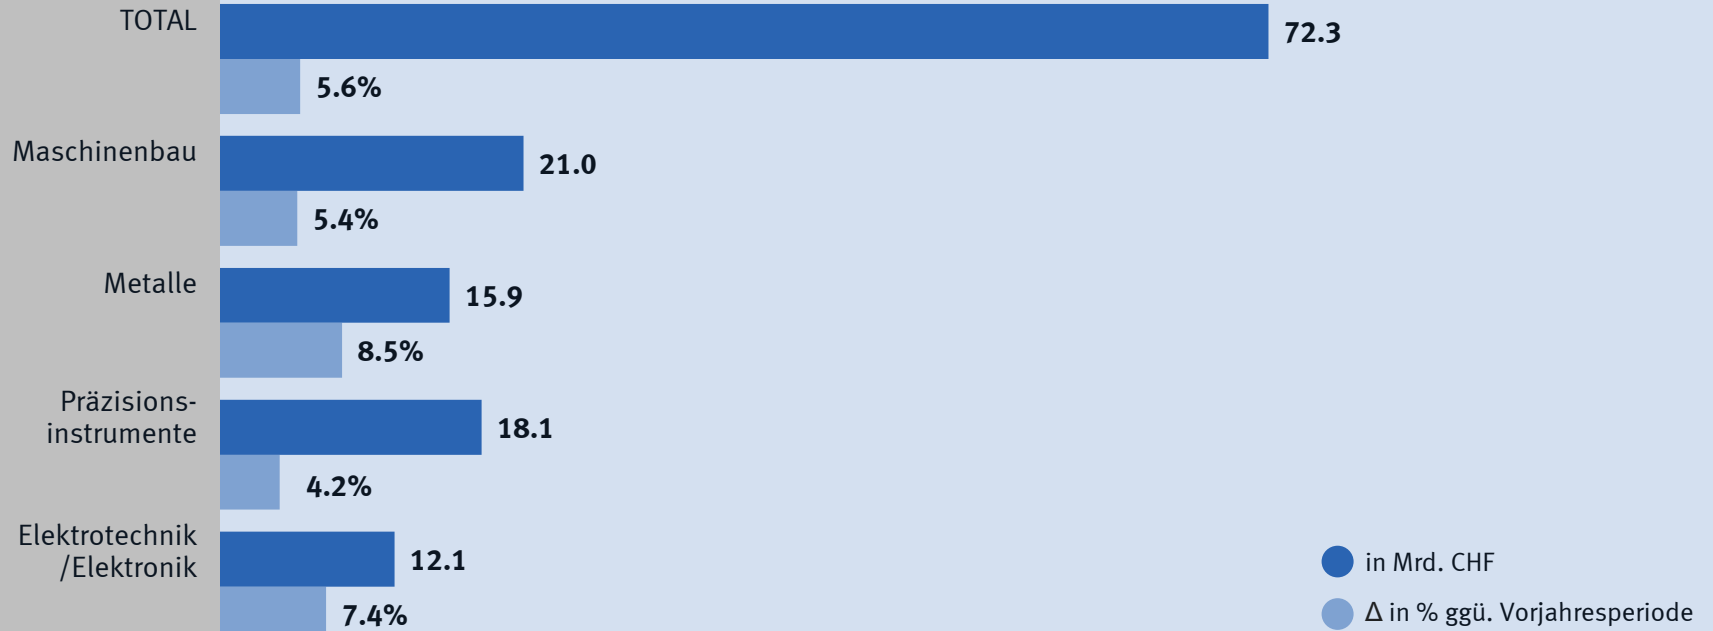 TOTAL
72.3
5.6%
Maschinenbau
21.0
5.4%
Metalle
15.9
8.5%
Präzisions-
instrumente
18.1
4.2%
Elektrotechnik
/Elektronik
12.1
7.4%
in Mrd. CHF
Δ in % ggü. Vorjahresperiode